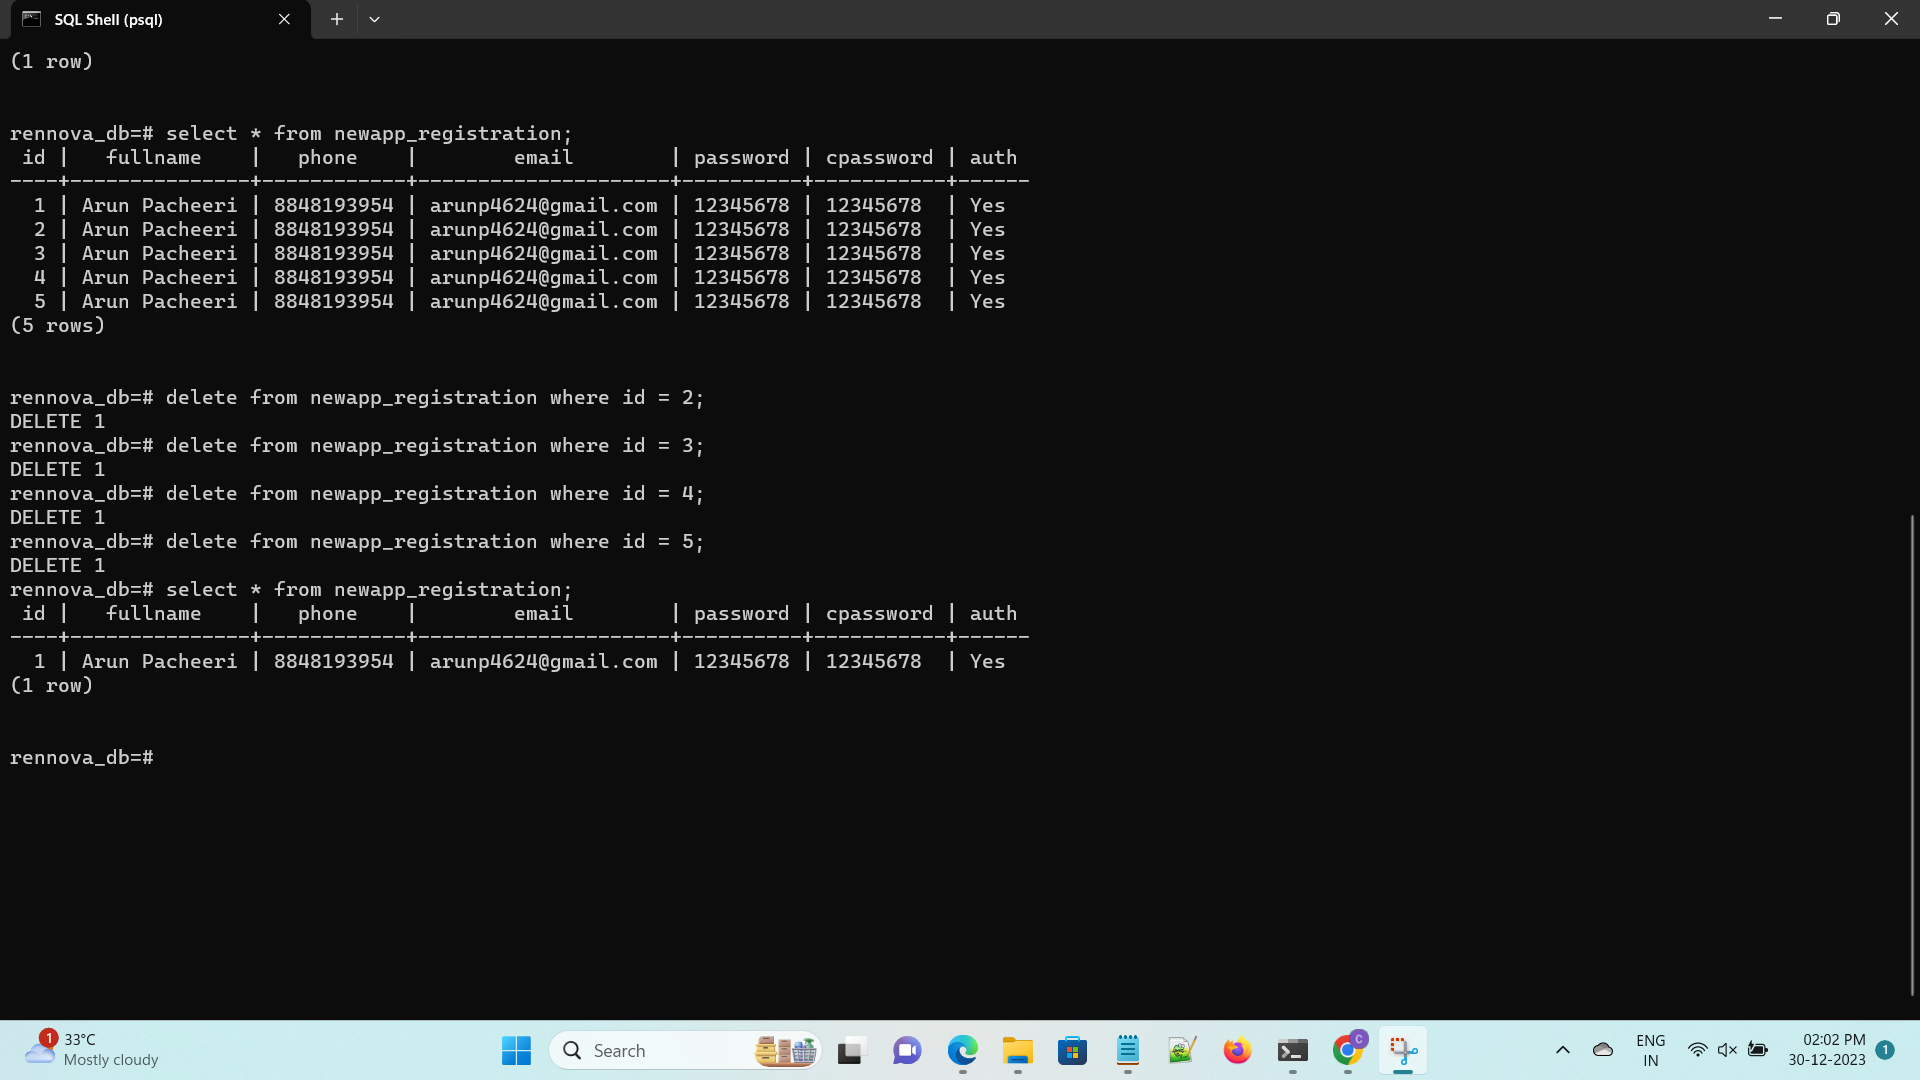 SQL Shell (psql)
(1 row)
rennova_db=# select * from newapp_registration;
 id |   fullname    |   phone    |        email        | password | cpassword | auth
----+---------------+------------+---------------------+----------+-----------+------
  1 | Arun Pacheeri | 8848193954 | arunp4624@gmail.com | 12345678 | 12345678  | Yes
  2 | Arun Pacheeri | 8848193954 | arunp4624@gmail.com | 12345678 | 12345678  | Yes
  3 | Arun Pacheeri | 8848193954 | arunp4624@gmail.com | 12345678 | 12345678  | Yes
  4 | Arun Pacheeri | 8848193954 | arunp4624@gmail.com | 12345678 | 12345678  | Yes
  5 | Arun Pacheeri | 8848193954 | arunp4624@gmail.com | 12345678 | 12345678  | Yes
(5 rows)
rennova_db=# delete from newapp_registration where id = 2;
DELETE 1
rennova_db=# delete from newapp_registration where id = 3;
DELETE 1
rennova_db=# delete from newapp_registration where id = 4;
DELETE 1
rennova_db=# delete from newapp_registration where id = 5;
DELETE 1
rennova_db=# select * from newapp_registration;
 id |   fullname    |   phone    |        email        | password | cpassword | auth
----+---------------+------------+---------------------+----------+-----------+------
  1 | Arun Pacheeri | 8848193954 | arunp4624@gmail.com | 12345678 | 12345678  | Yes
(1 row)
rennova_db=#
1
33°C
Mostly cloudy
Search
C
ENG
IN
02:02 PM
30-12-2023
1